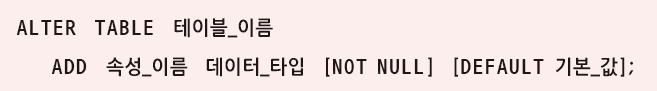 ALTER TABLE 테이블_이름
ADD 속성_이름 데이터_타입 [NOT NULL] [DEFAULT 기본_값];